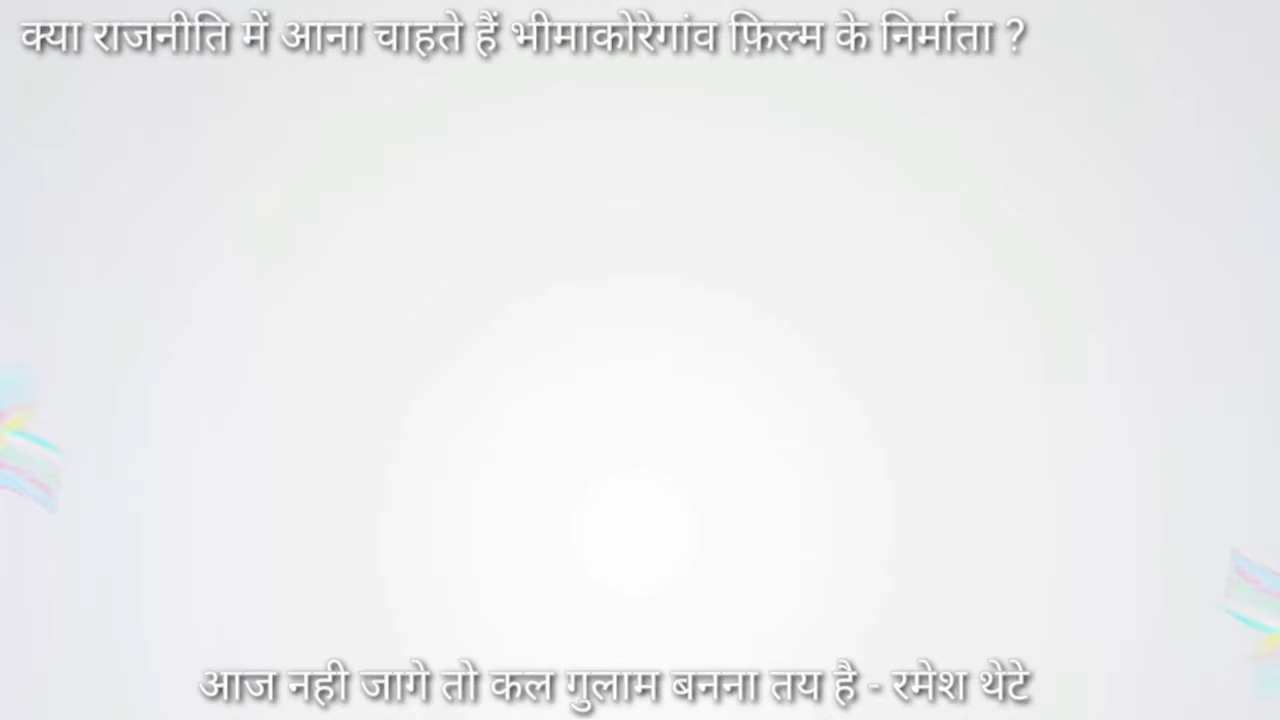 क्या राजनीति में आना चाहते हैं भीमाकोरेगांव फ़िल्म के निर्माता ?
आज नही जागे तो कल गुलाम बनना तय है - रमेश थेटे